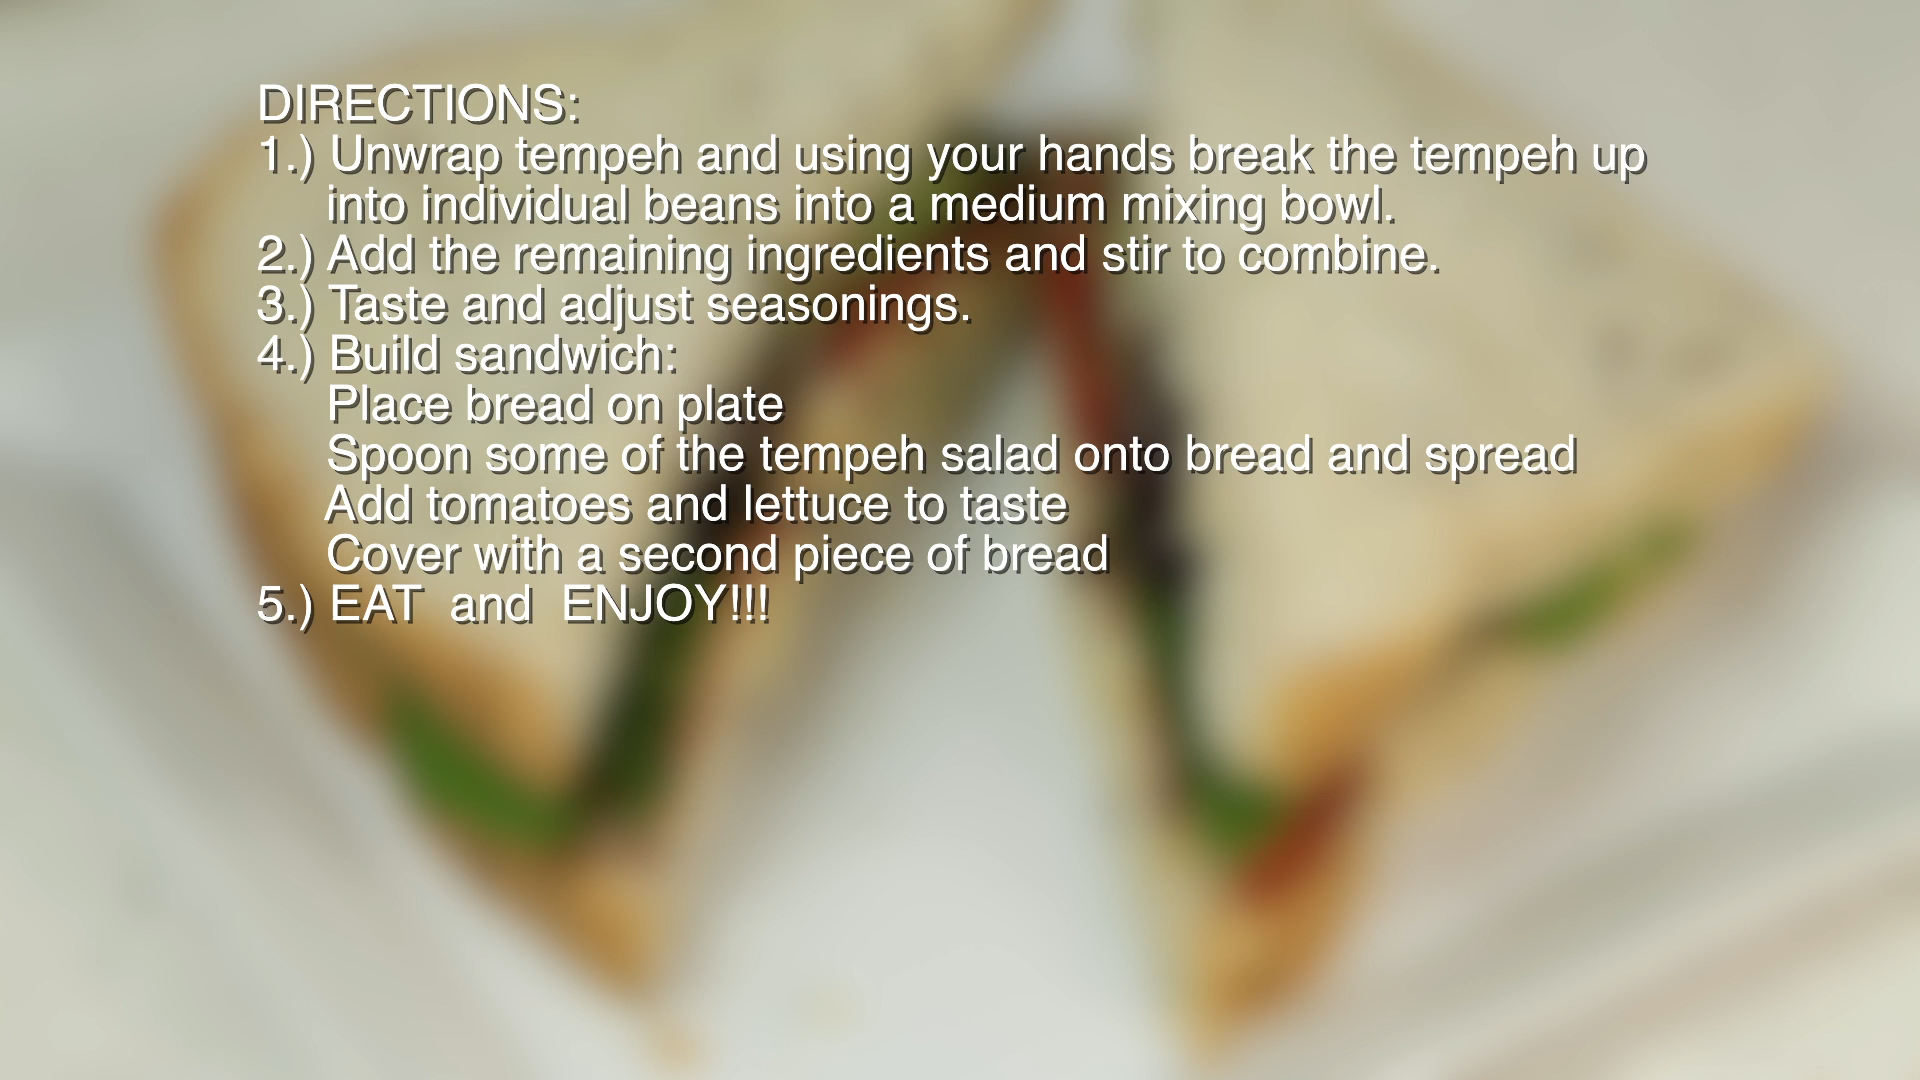 DIRECTIONS:
1.) Unwrap tempeh and using your hands break the tempeh up
into individual beans into a medium mixing bowl.
2.) Add the remaining ingredients and stir to combine.
3.) Taste and adjust seasonings.
4.) Build sandwich:
Place bread on plate
Spoon some of the tempeh salad onto bread and spread
Add tomatoes and lettuce to taste
Cover with a second piece of bread
5.) EAT  and  ENJOY!!!